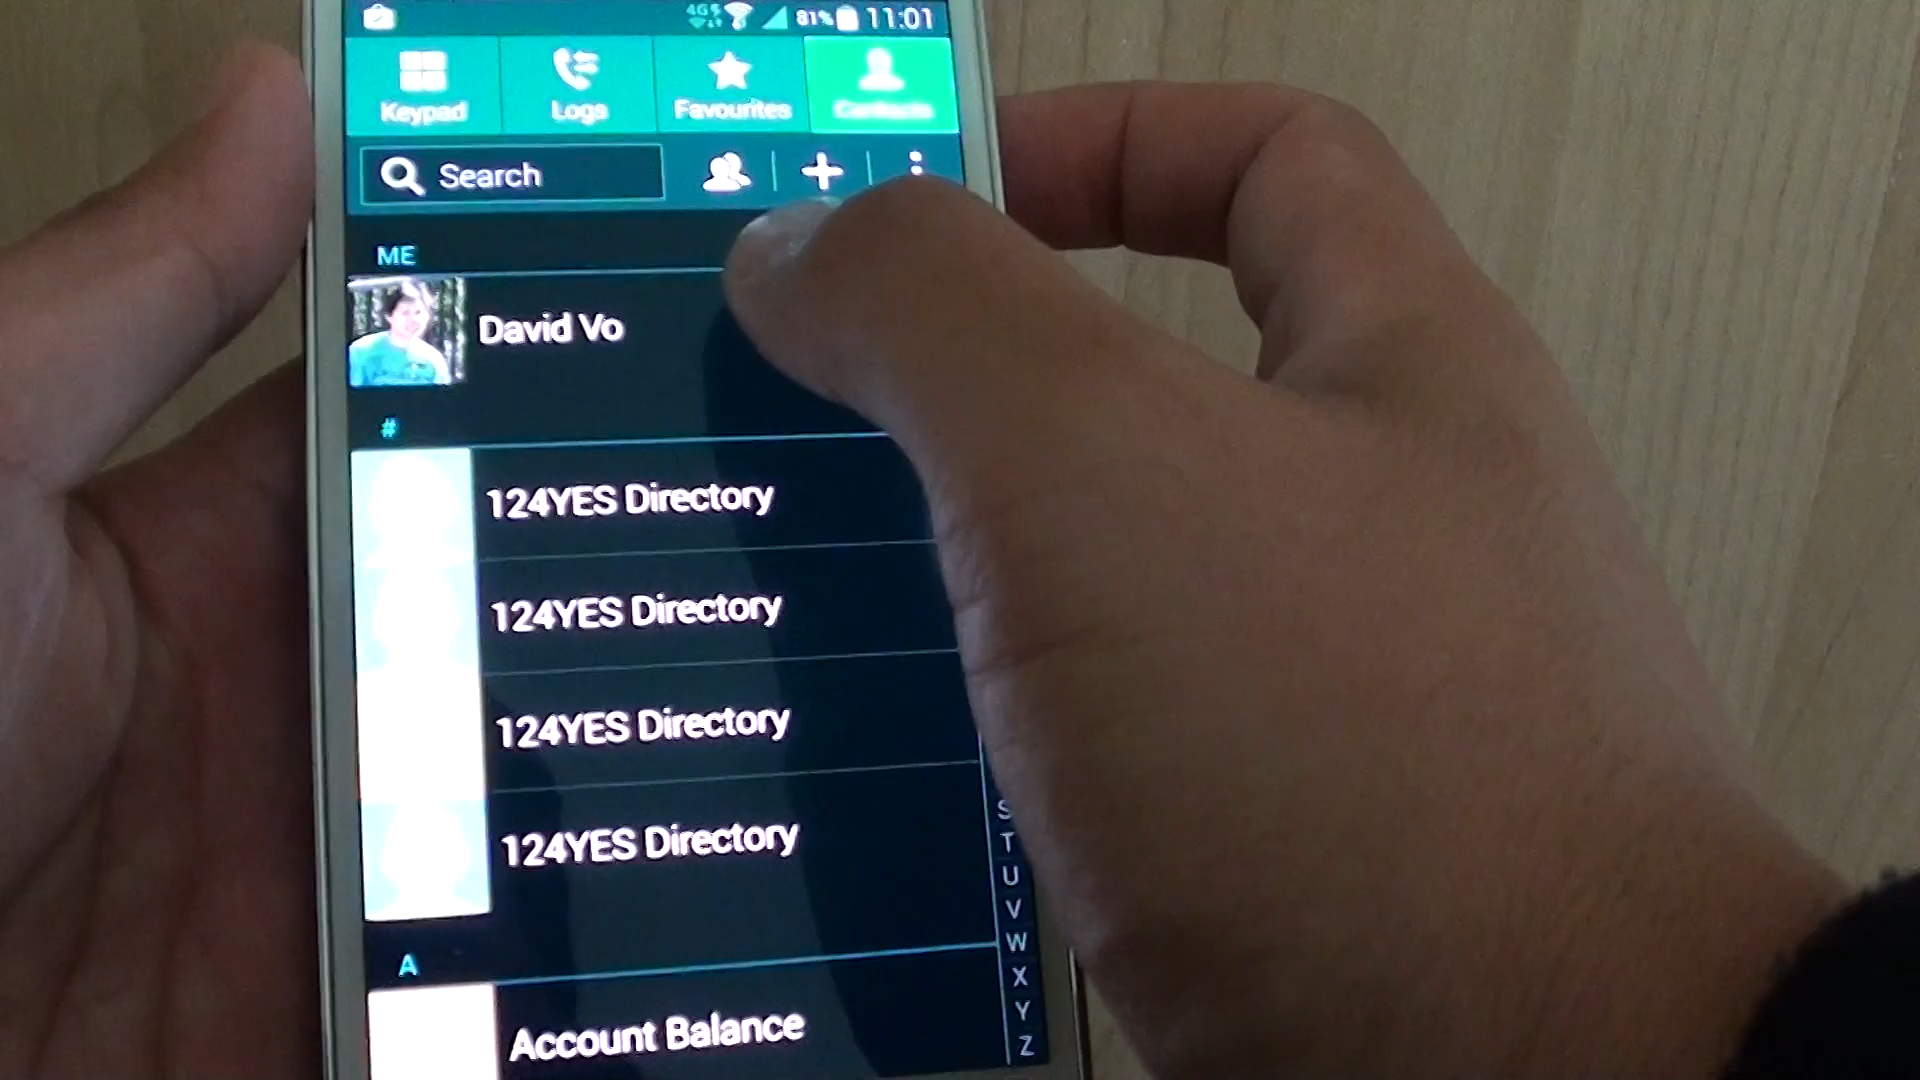 4G 81% 11:01
Keypad Logs Favourites Contacts
Search
ME
David Vo
#
124YES Directory
124YES Directory
124YES Directory
124YES Directory
S
T
U
V
W
X
Y
Z
A
Account Balance